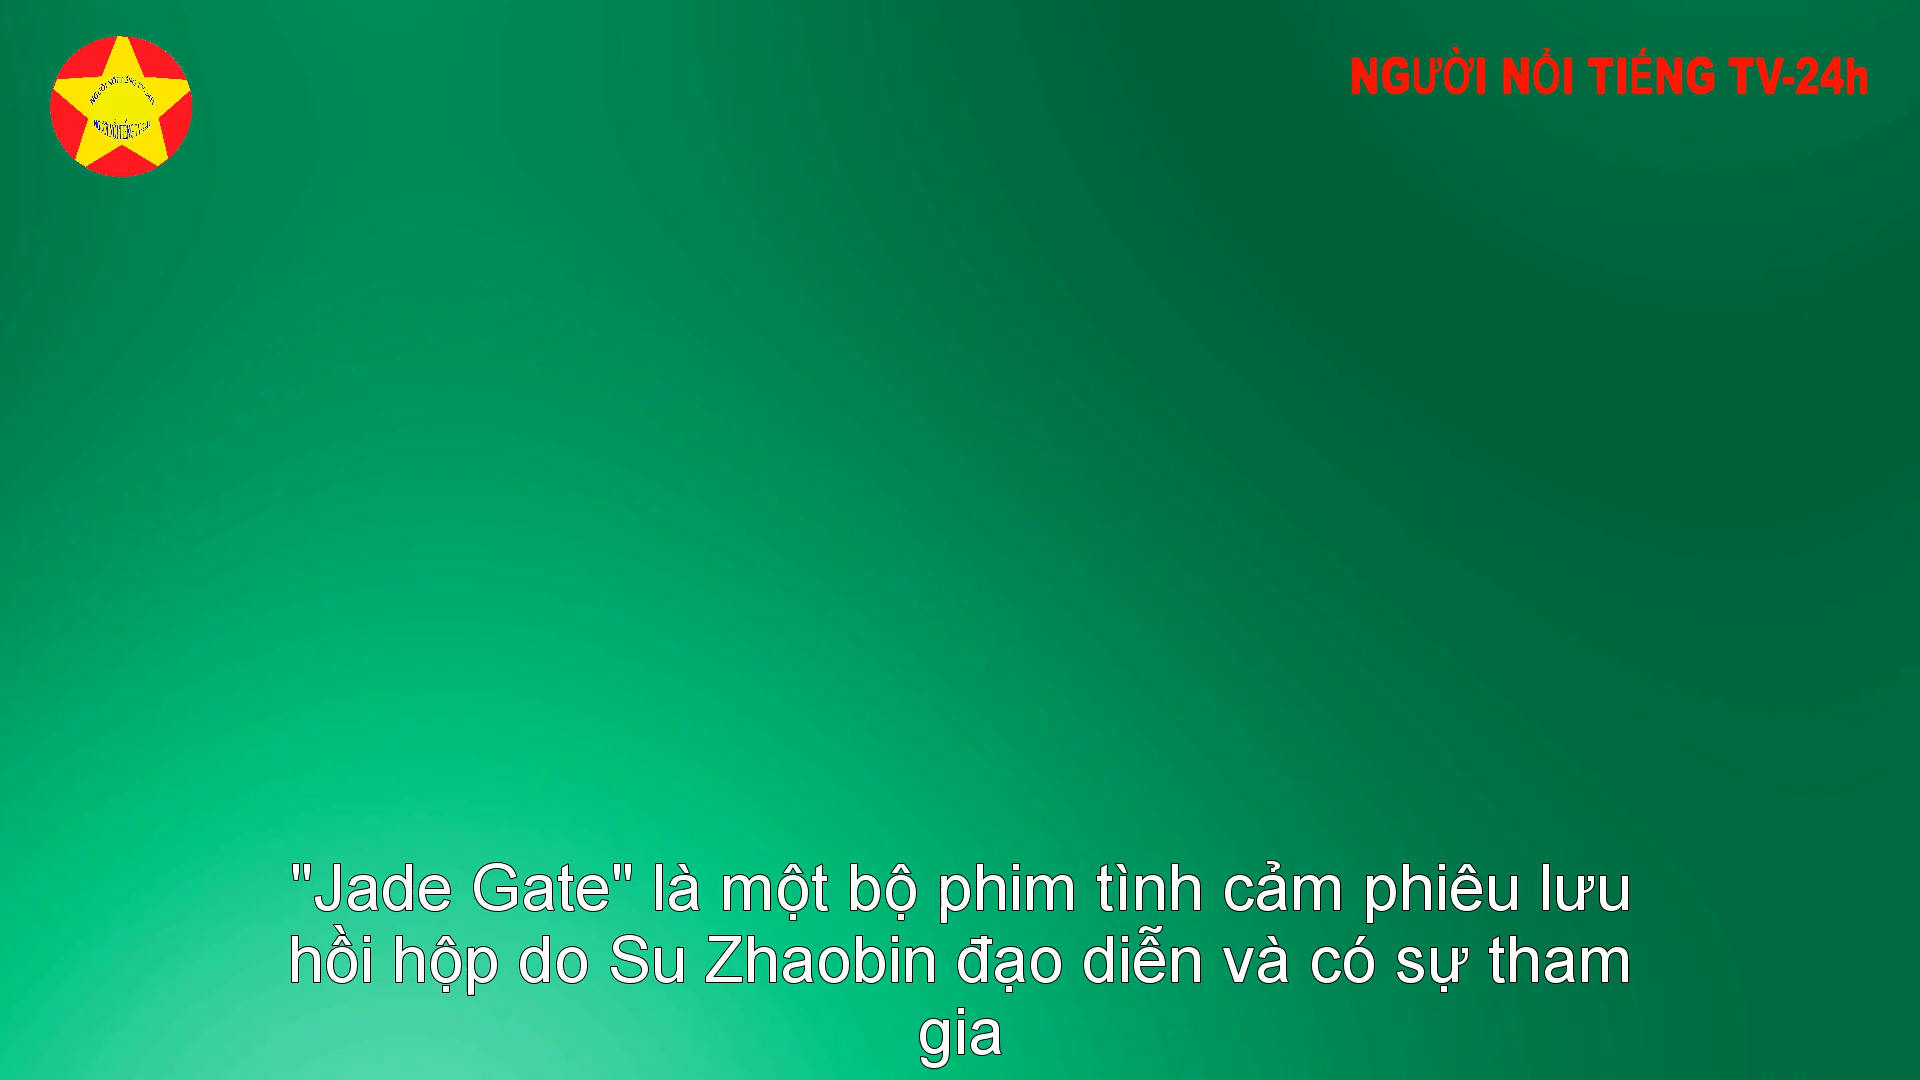 NGƯỜI NỔI TIẾNG TV-24h
"Jade Gate" là một bộ phim tình cảm phiêu lưu
hồi hộp do Su Zhaobin đạo diễn và có sự tham
gia